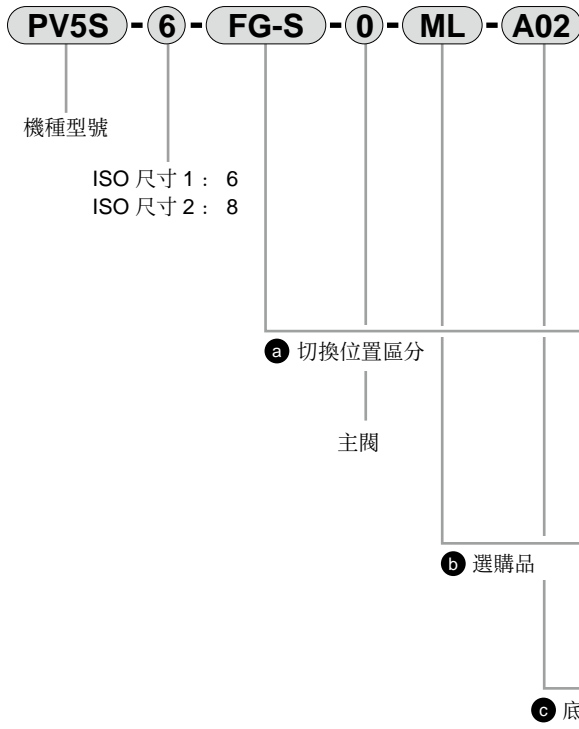 PV5S - 6 - FG-S - 0 - ML - A02
機種型號
ISO 尺寸 1 : 6
ISO 尺寸 2 : 8
a 切換位置區分
主閥
b 選購品
c 底